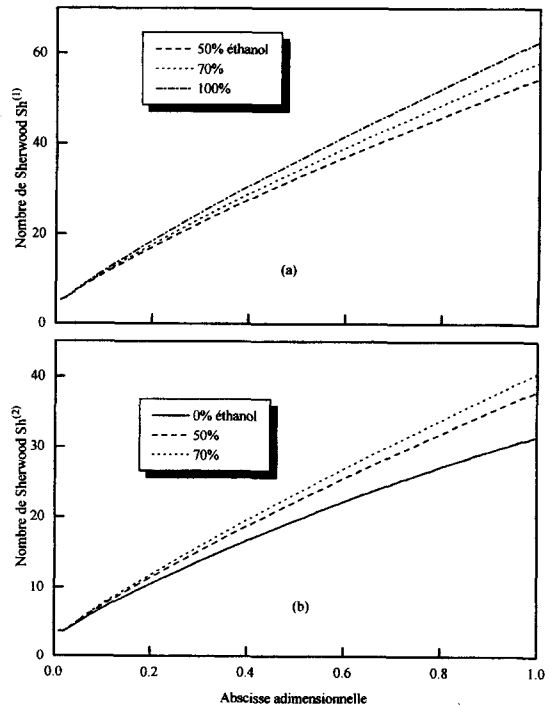 60
40
20
0
Nombre de Sherwood Sh(1)
50% éthanol
70%
100%
(a)
40
30
20
10
0
Nombre de Sherwood Sh(2)
0% éthanol
50%
70%
(b)
0.0 0.2 0.4 0.6 0.8 1.0
Abscisse adimensionnelle